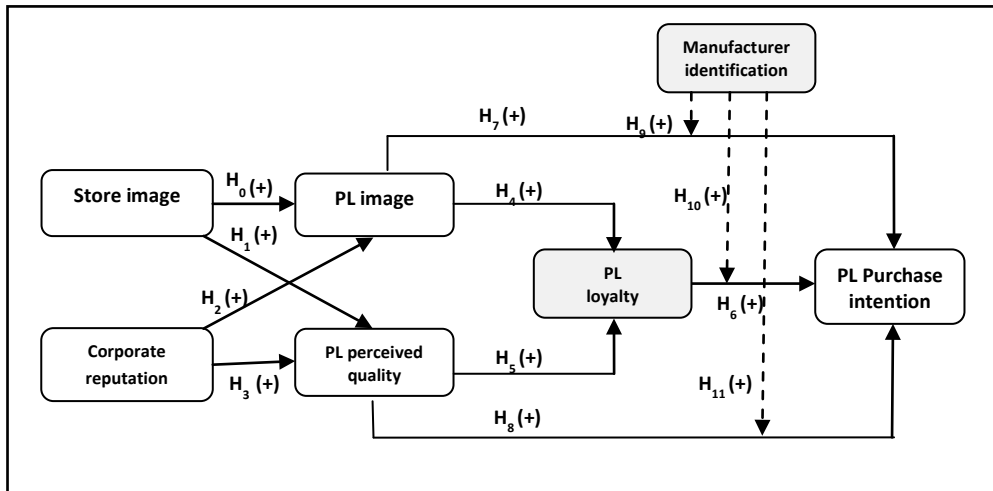 Manufacturer
identification
H7 (+)
H9 (+)
Store image
H0 (+)
PL image
H4 (+)
H10 (+)
H1 (+)
PL
loyalty
PL Purchase
intention
H2 (+)
H6 (+)
Corporate
reputation
H3 (+)
PL perceived
quality
H5 (+)
H11 (+)
H8 (+)